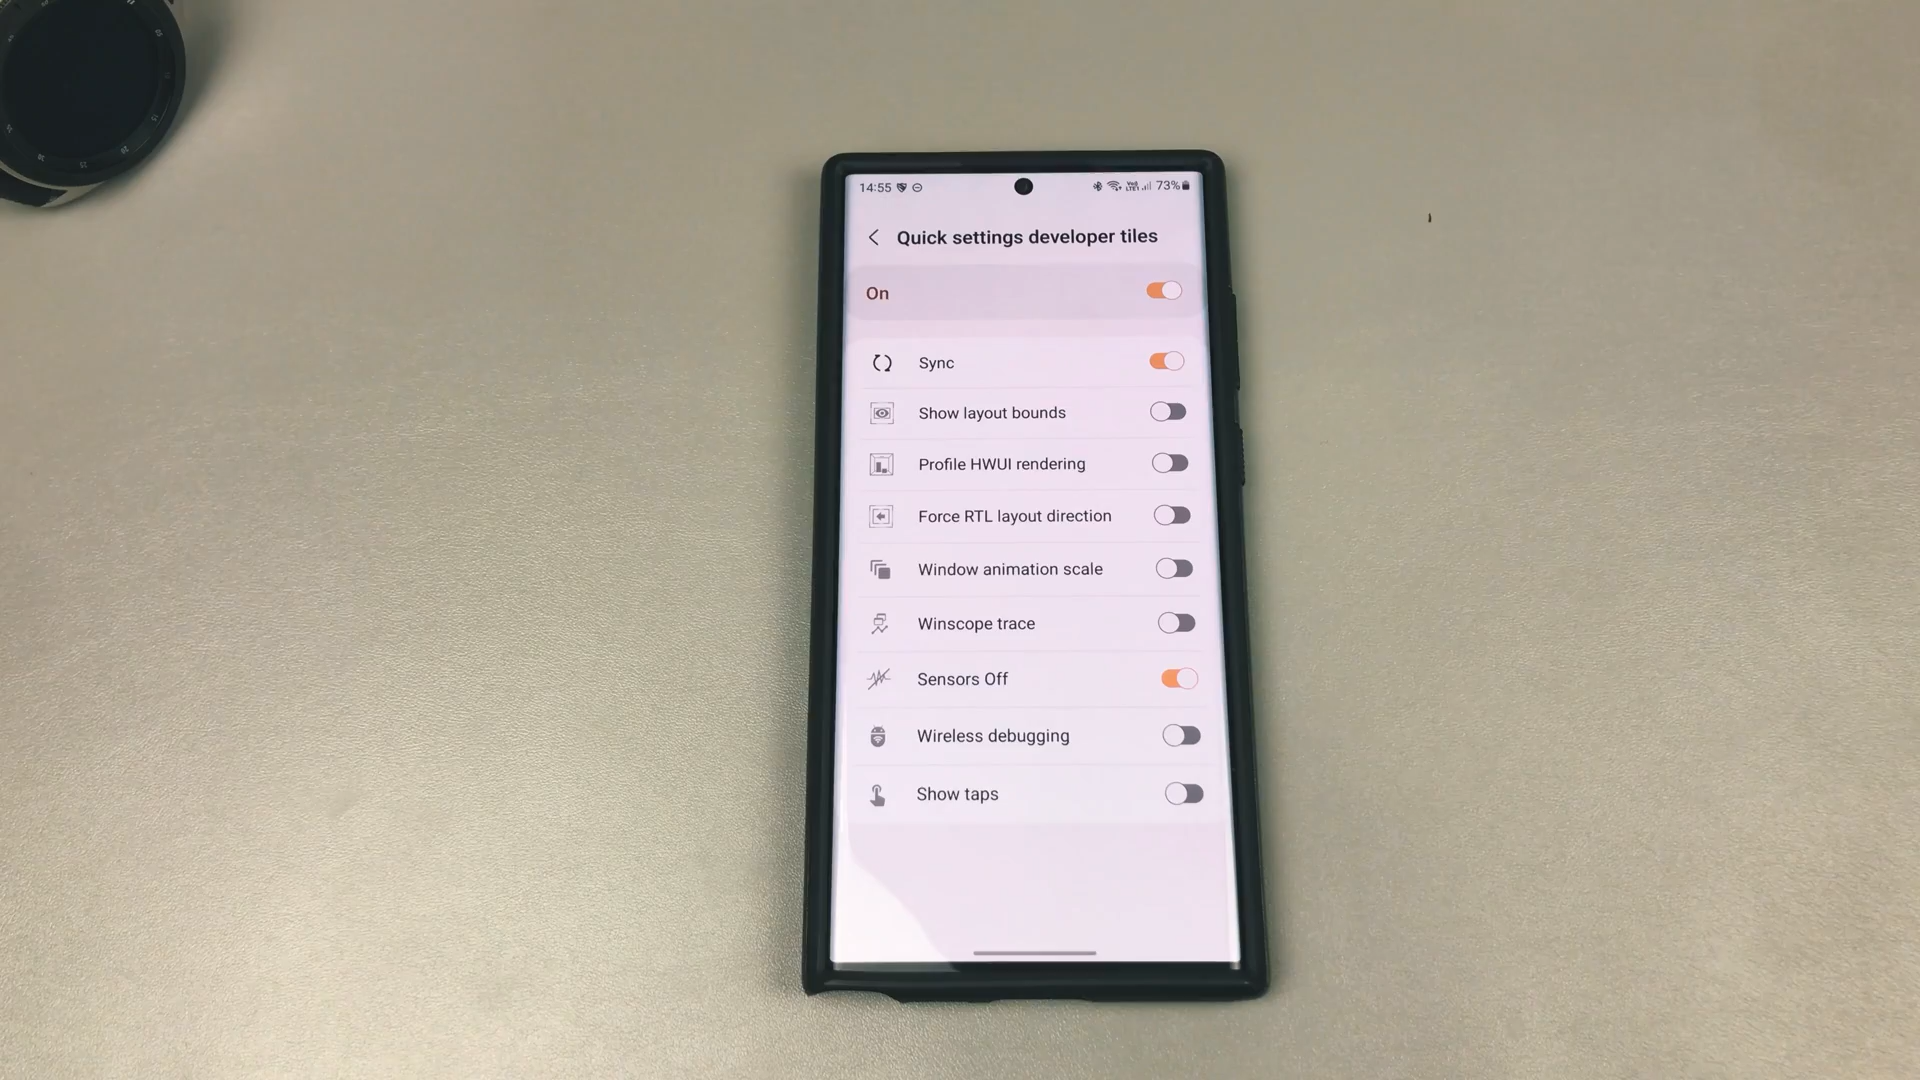 14:55
73%
Quick settings developer tiles
On
Sync
Show layout bounds
Profile HWUI rendering
Force RTL layout direction
Window animation scale
Winscope trace
Sensors Off
Wireless debugging
Show taps